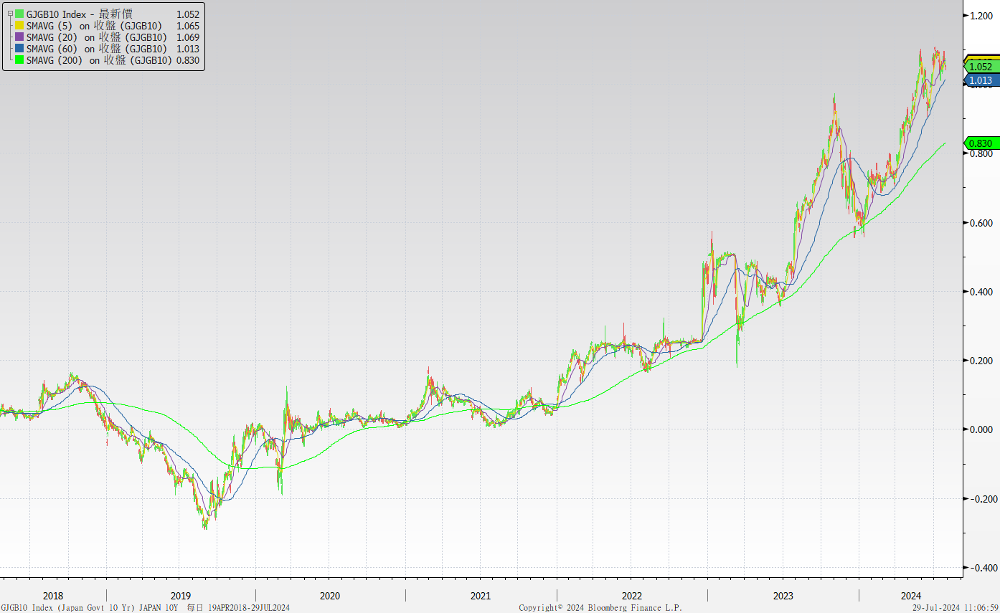 GJGB10 Index - 最新價 1.052
SMAVG (5) on 收盤 (GJGB10) 1.065
SMAVG (20) on 收盤 (GJGB10) 1.069
SMAVG (60) on 收盤 (GJGB10) 1.013
SMAVG (200) on 收盤 (GJGB10) 0.830
1.200
1.052
1.013
0.830
0.800
0.600
0.400
0.200
0.000
-0.200
-0.400
2018 2019 2020 2021 2022 2023 2024
GJGB10 Index (Japan Govt 10 Yr) JAPAN 10Y 每日 19APR2018-29JUL2024 Copyright© 2024 Bloomberg Finance L.P. 29-Jul-2024 11:06:59